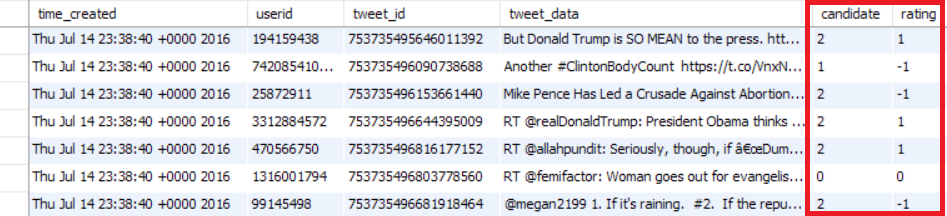 time_created userid tweet_id tweet_data candidate rating
Thu Jul 14 23:38:40 +0000 2016 194159438 753735495646011392 But Donald Trump is SO MEAN to the press. htt... 2 1
Thu Jul 14 23:38:40 +0000 2016 742085410... 753735496090738688 Another #ClintonBodyCount https://t.co/VnxN... 1 -1
Thu Jul 14 23:38:40 +0000 2016 25872911 753735496153661440 Mike Pence Has Led a Crusade Against Abortion... 2 -1
Thu Jul 14 23:38:40 +0000 2016 3312884572 753735496644395009 RT @realDonaldTrump: President Obama thinks ... 2 1
Thu Jul 14 23:38:40 +0000 2016 470566750 753735496816177152 RT @allahpundit: Seriously, though, if â€œDum... 2 1
Thu Jul 14 23:38:40 +0000 2016 1316001794 753735496803778560 RT @femifactor: Woman goes out for evangelis... 0 0
Thu Jul 14 23:38:40 +0000 2016 99145498 753735496681918464 @megan2199 1. If it's raining. #2. If the repu... 2 -1